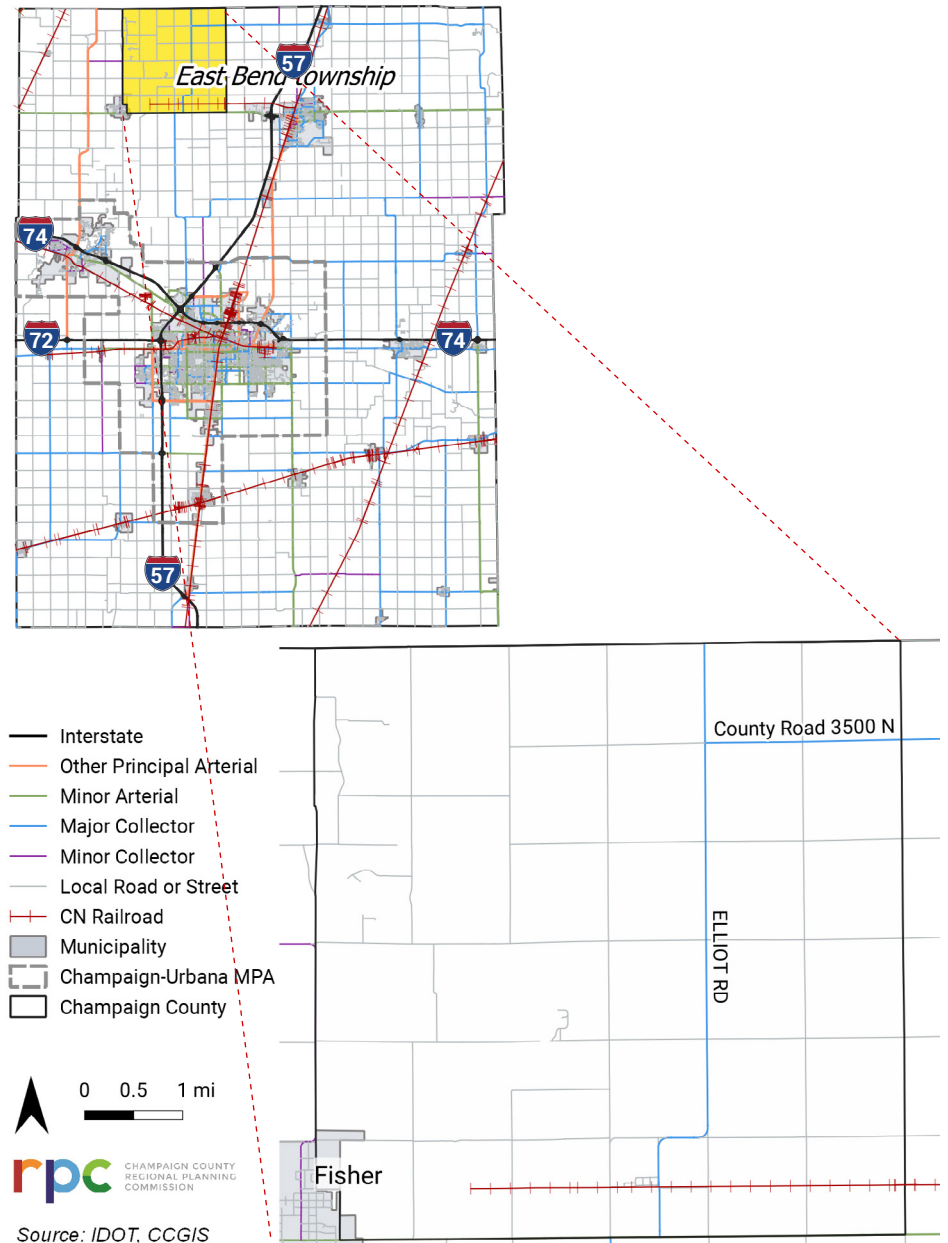 57
East Bend township
74
72
74
57
Interstate
Other Principal Arterial
Minor Arterial
Major Collector
Minor Collector
Local Road or Street
CN Railroad
Municipality
Champaign-Urbana MPA
Champaign County
County Road 3500 N
ELLIOT RD
Fisher
0 0.5 1 mi
rpc
CHAMPAIGN COUNTY
REGIONAL PLANNING
COMMISSION
Source: IDOT, CCGIS